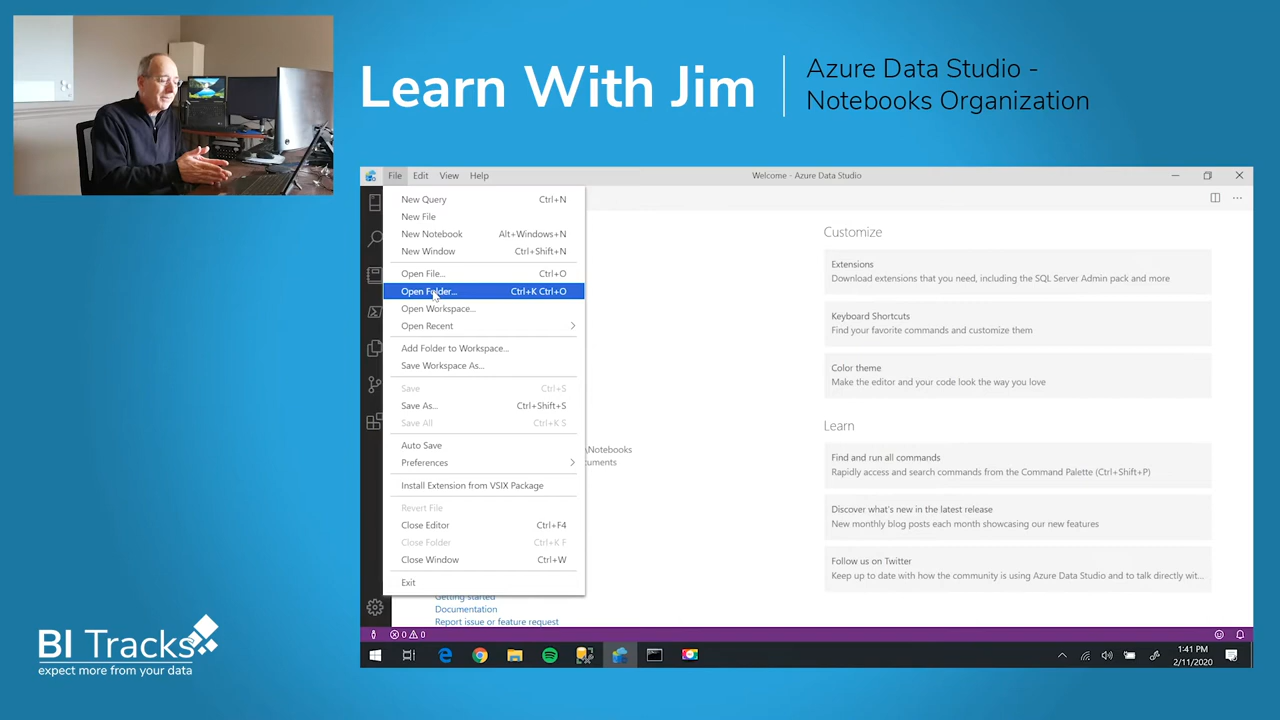 Learn With Jim
Azure Data Studio -
Notebooks Organization
File Edit View Help
Welcome - Azure Data Studio
New Query Ctrl+N
New File
New Notebook Alt+Windows+N
New Window Ctrl+Shift+N
Open File... Ctrl+O
Open Folder... Ctrl+K Ctrl+O
Open Workspace...
Open Recent
Add Folder to Workspace...
Save Workspace As...
Save Ctrl+S
Save As... Ctrl+Shift+S
Save All Ctrl+K S
Auto Save
Preferences
Install Extension from VSIX Package
Revert File
Close Editor Ctrl+F4
Close Folder Ctrl+K F
Close Window Ctrl+W
Exit
\Notebooks
cuments
Getting started
Documentation
Report issue or feature request
Customize
Extensions
Download extensions that you need, including the SQL Server Admin pack and more
Keyboard Shortcuts
Find your favorite commands and customize them
Color theme
Make the editor and your code look the way you love
Learn
Find and run all commands
Rapidly access and search commands from the Command Palette (Ctrl+Shift+P)
Discover what's new in the latest release
New monthly blog posts each month showcasing our new features
Follow us on Twitter
Keep up to date with how the community is using Azure Data Studio and to talk directly wit...
0 0
1:41 PM
2/11/2020
BI Tracks
expect more from your data